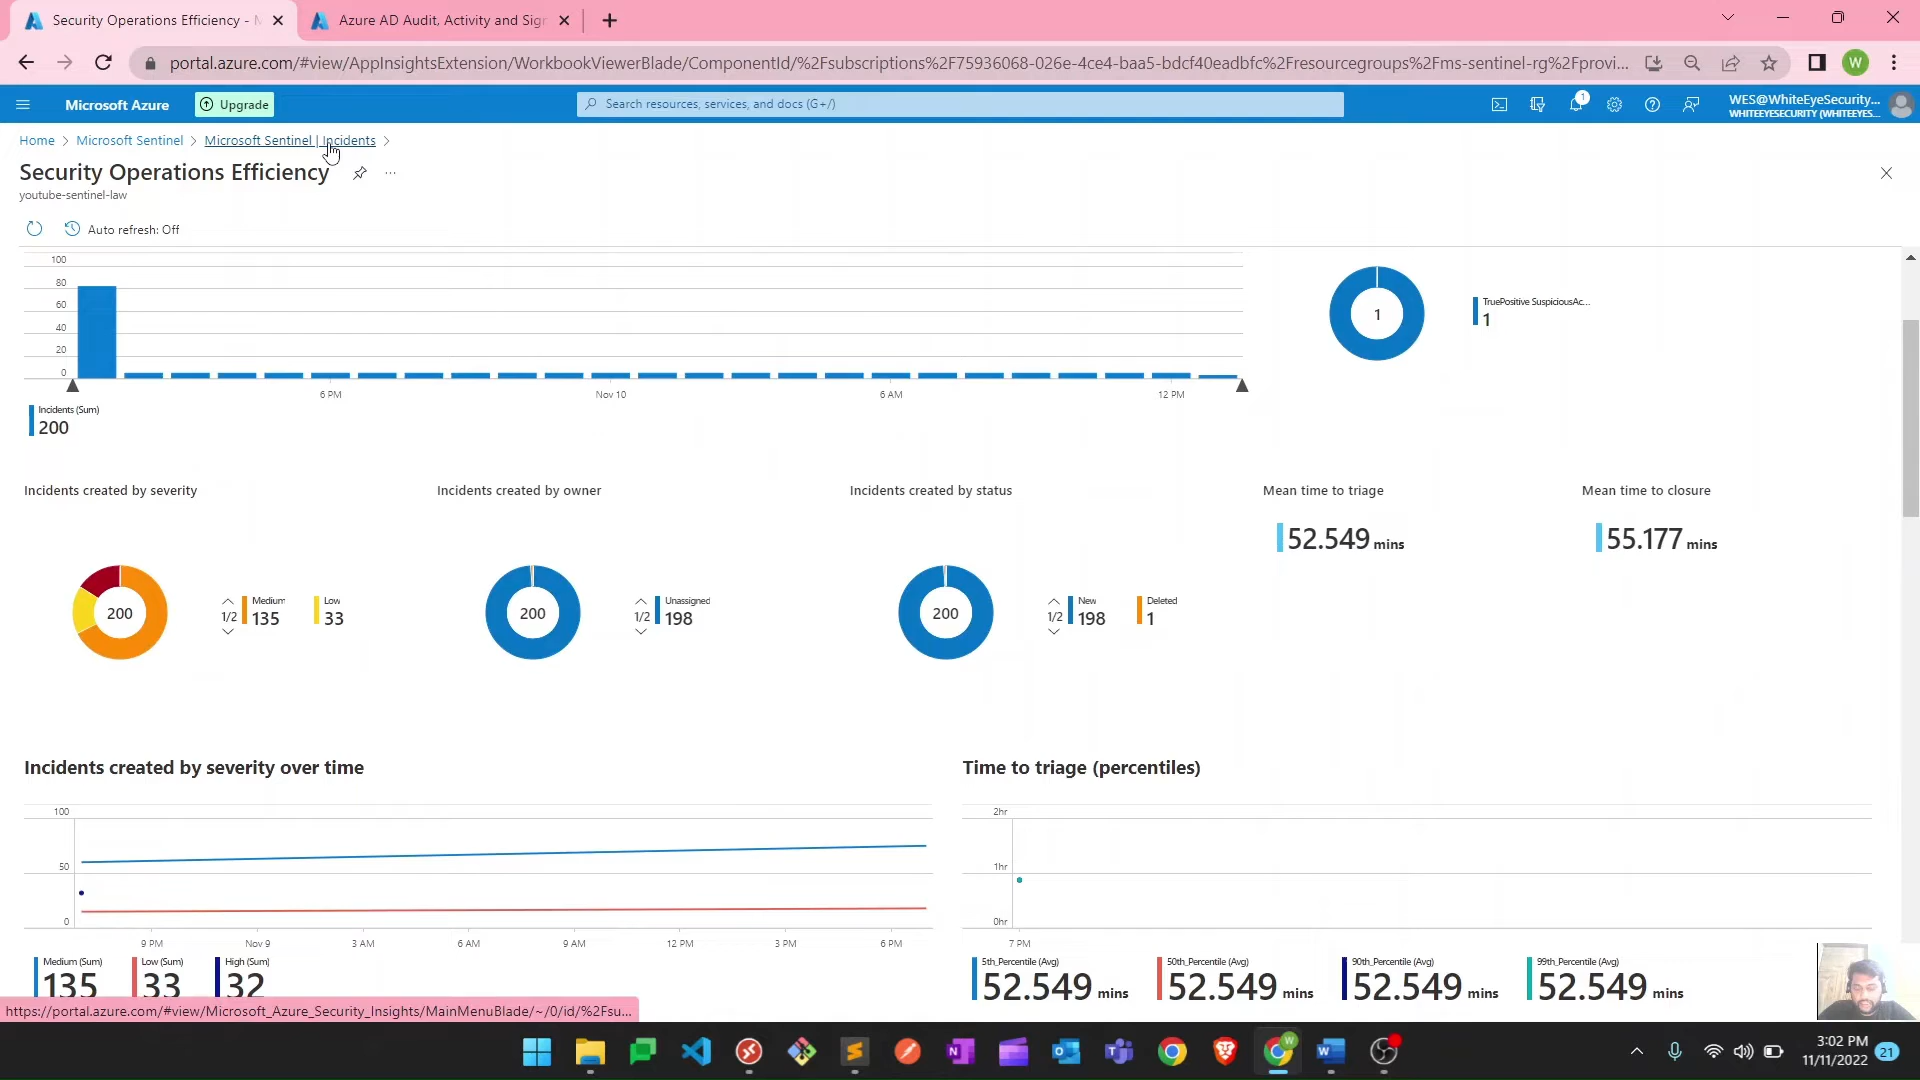 Security Operations Efficiency - M
Azure AD Audit, Activity and Sign
portal.azure.com/#view/AppInsightsExtension/WorkbookViewerBlade/ComponentId/%2Fsubscriptions%2F75936068-026e-4ce4-baa5-bdcf40eadbfc%2Fresourcegroups%2Fms-sentinel-rg%2Fprovi...
W
Microsoft Azure
Upgrade
Search resources, services, and docs (G+/)
1
WES@WhiteEyeSecurity...
WHITEEYESECURITY (WHITEEYES...
Home > Microsoft Sentinel > Microsoft Sentinel | Incidents >
Security Operations Efficiency
...
youtube-sentinel-law
Auto refresh: Off
100
80
60
40
20
0
6 PM
Nov 10
6 AM
12 PM
Incidents (Sum)
200
1
TruePositive SuspiciousAc...
1
Incidents created by severity
200
1/2
Medium
135
Low
33
Incidents created by owner
200
1/2
Unassigned
198
Incidents created by status
200
1/2
New
198
Deleted
1
Mean time to triage
52.549 mins
Mean time to closure
55.177 mins
Incidents created by severity over time
100
50
0
9 PM
Nov 9
3 AM
6 AM
9 AM
12 PM
3 PM
6 PM
Medium (Sum)
135
Low (Sum)
33
High (Sum)
32
Time to triage (percentiles)
2hr
1hr
0hr
7 PM
5th_Percentile (Avg)
52.549 mins
50th_Percentile (Avg)
52.549 mins
90th_Percentile (Avg)
52.549 mins
99th_Percentile (Avg)
52.549 mins
https://portal.azure.com/#view/Microsoft_Azure_Security_Insights/MainMenuBlade/~/0/id/%2Fsu...
3:02 PM
11/11/2022
21